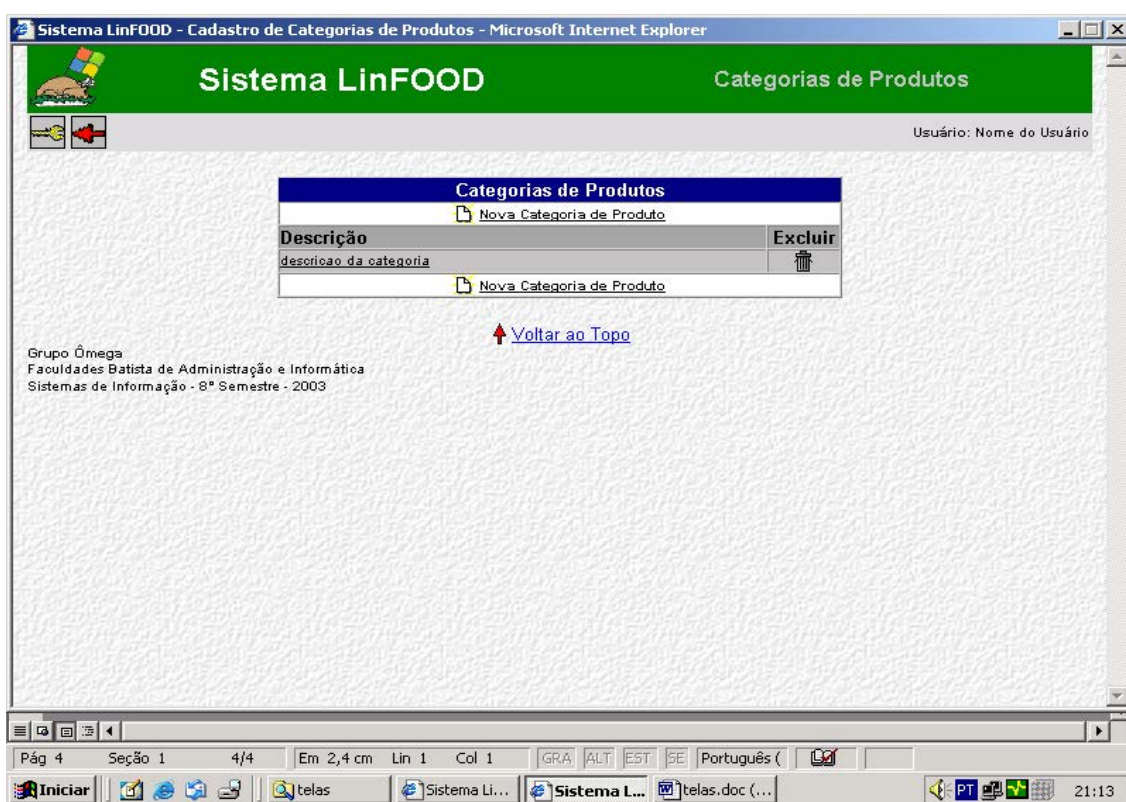 Sistema LinFOOD - Cadastro de Categorias de Produtos - Microsoft Internet Explorer
Sistema LinFOOD
Categorias de Produtos
Usuário: Nome do Usuário
Categorias de Produtos
Nova Categoria de Produto
Descrição Excluir
descricao da categoria
Nova Categoria de Produto
Voltar ao Topo
Grupo Ômega
Faculdades Batista de Administração e Informática
Sistemas de Informação - 8º Semestre - 2003
Pág 4 Seção 1 4/4 Em 2,4 cm Lin 1 Col 1 GRA ALT EST SE Português (
Iniciar telas Sistema Li... Sistema L... telas.doc (... PT 21:13